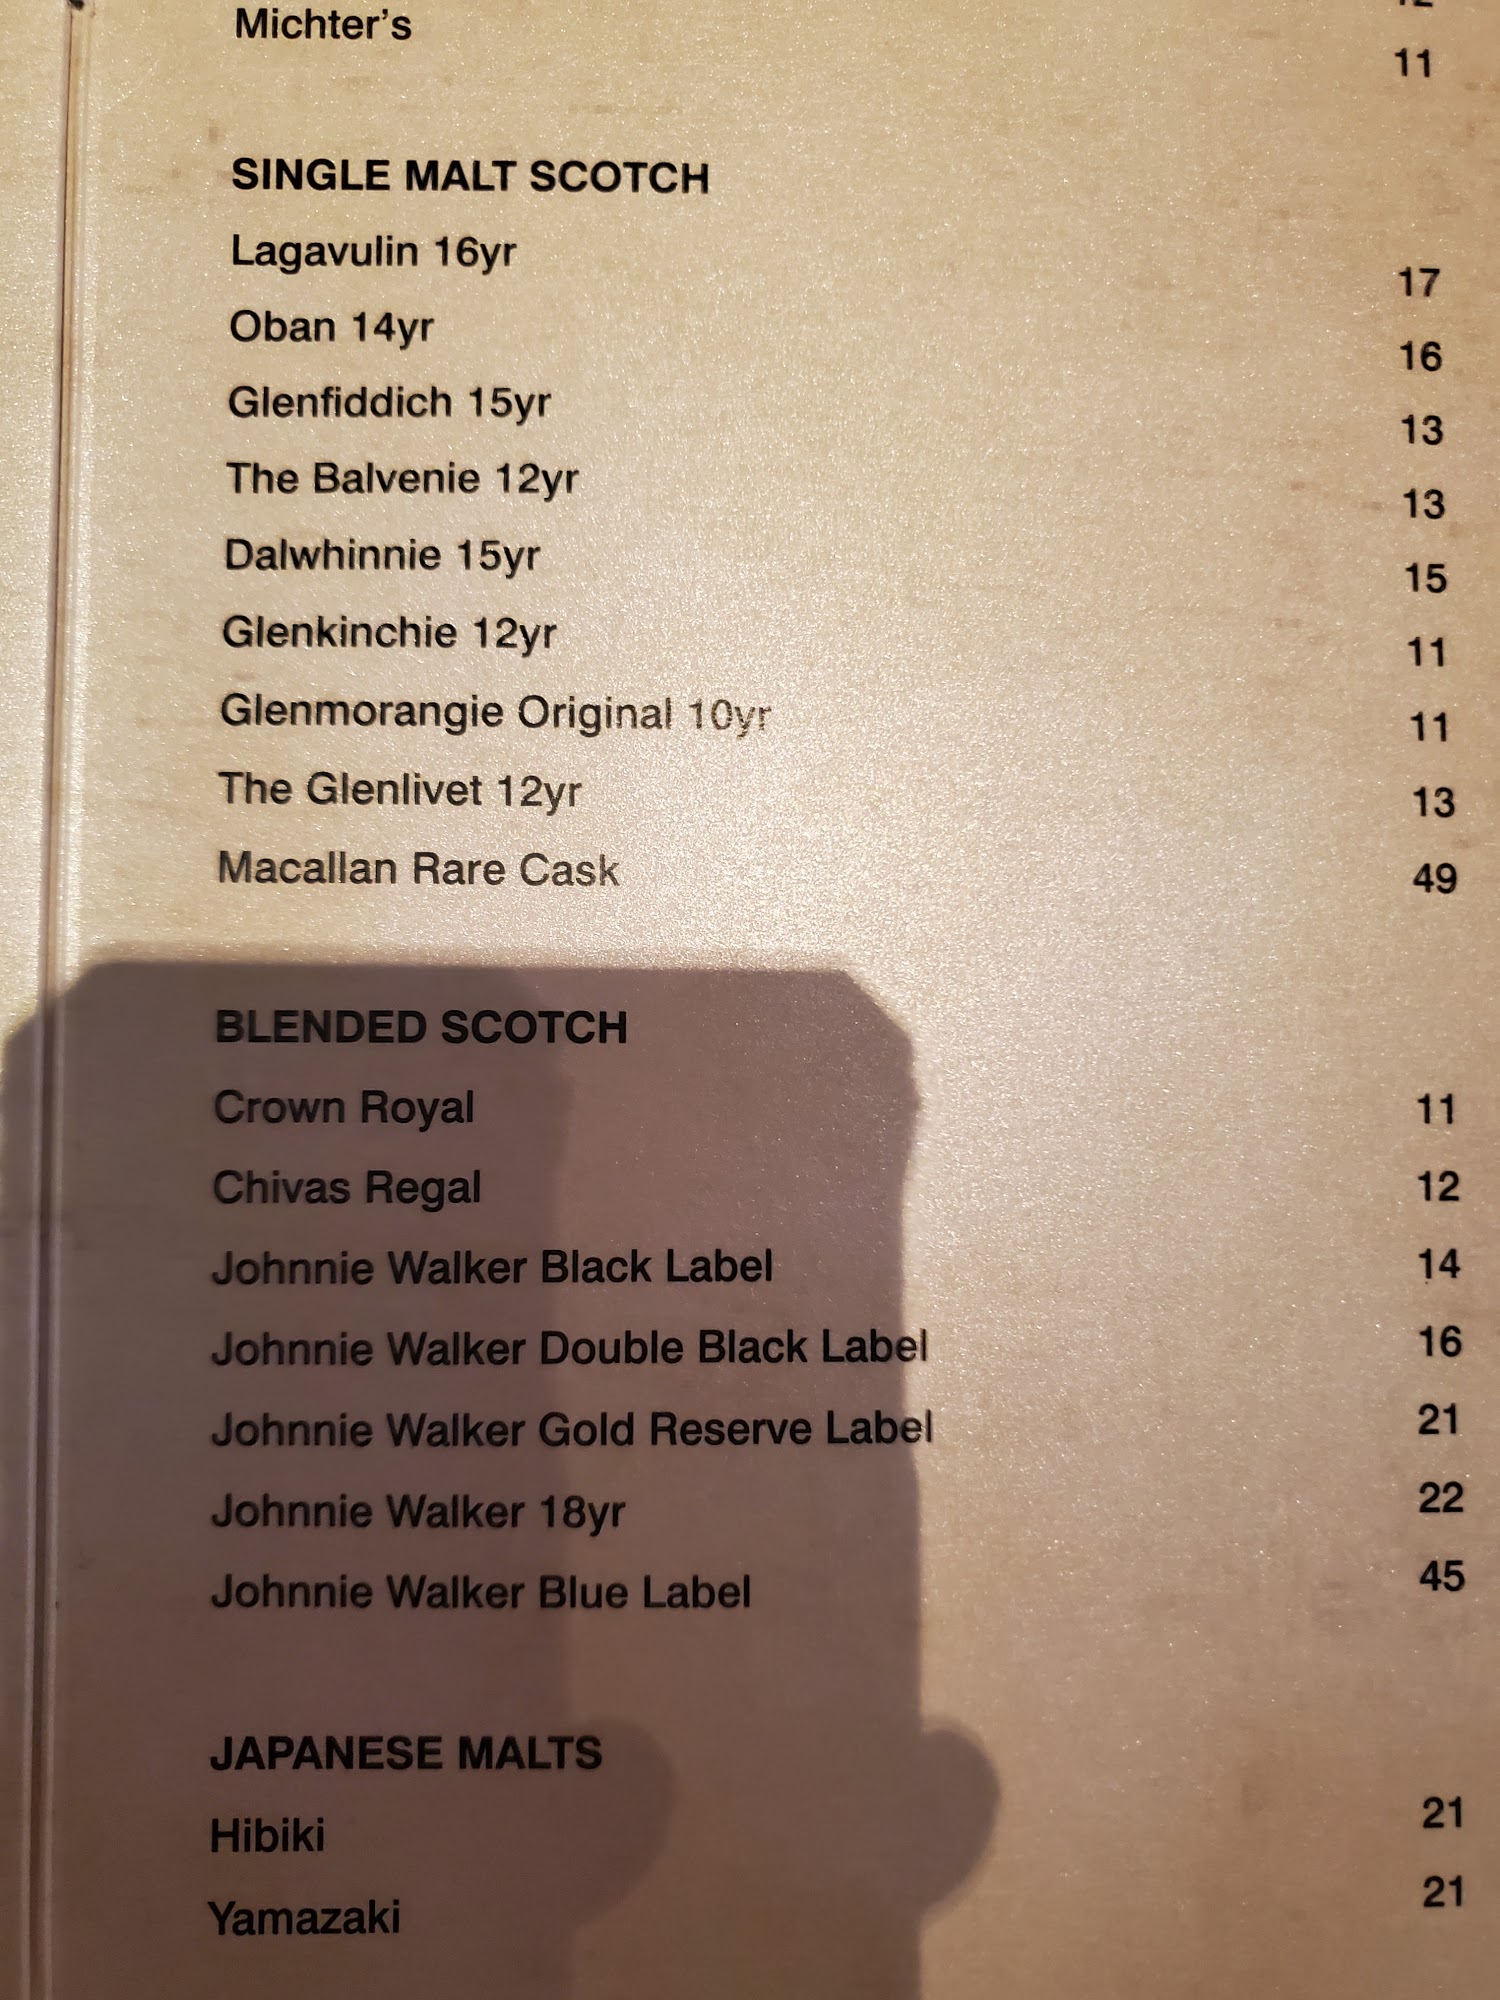 Michter's 11
SINGLE MALT SCOTCH
Lagavulin 16yr 17
Oban 14yr 16
Glenfiddich 15yr 13
The Balvenie 12yr 13
Dalwhinnie 15yr 15
Glenkinchie 12yr 11
Glenmorangie Original 10yr 11
The Glenlivet 12yr 13
Macallan Rare Cask 49
BLENDED SCOTCH
Crown Royal 11
Chivas Regal 12
Johnnie Walker Black Label 14
Johnnie Walker Double Black Label 16
Johnnie Walker Gold Reserve Label 21
Johnnie Walker 18yr 22
Johnnie Walker Blue Label 45
JAPANESE MALTS
Hibiki 21
Yamazaki 21